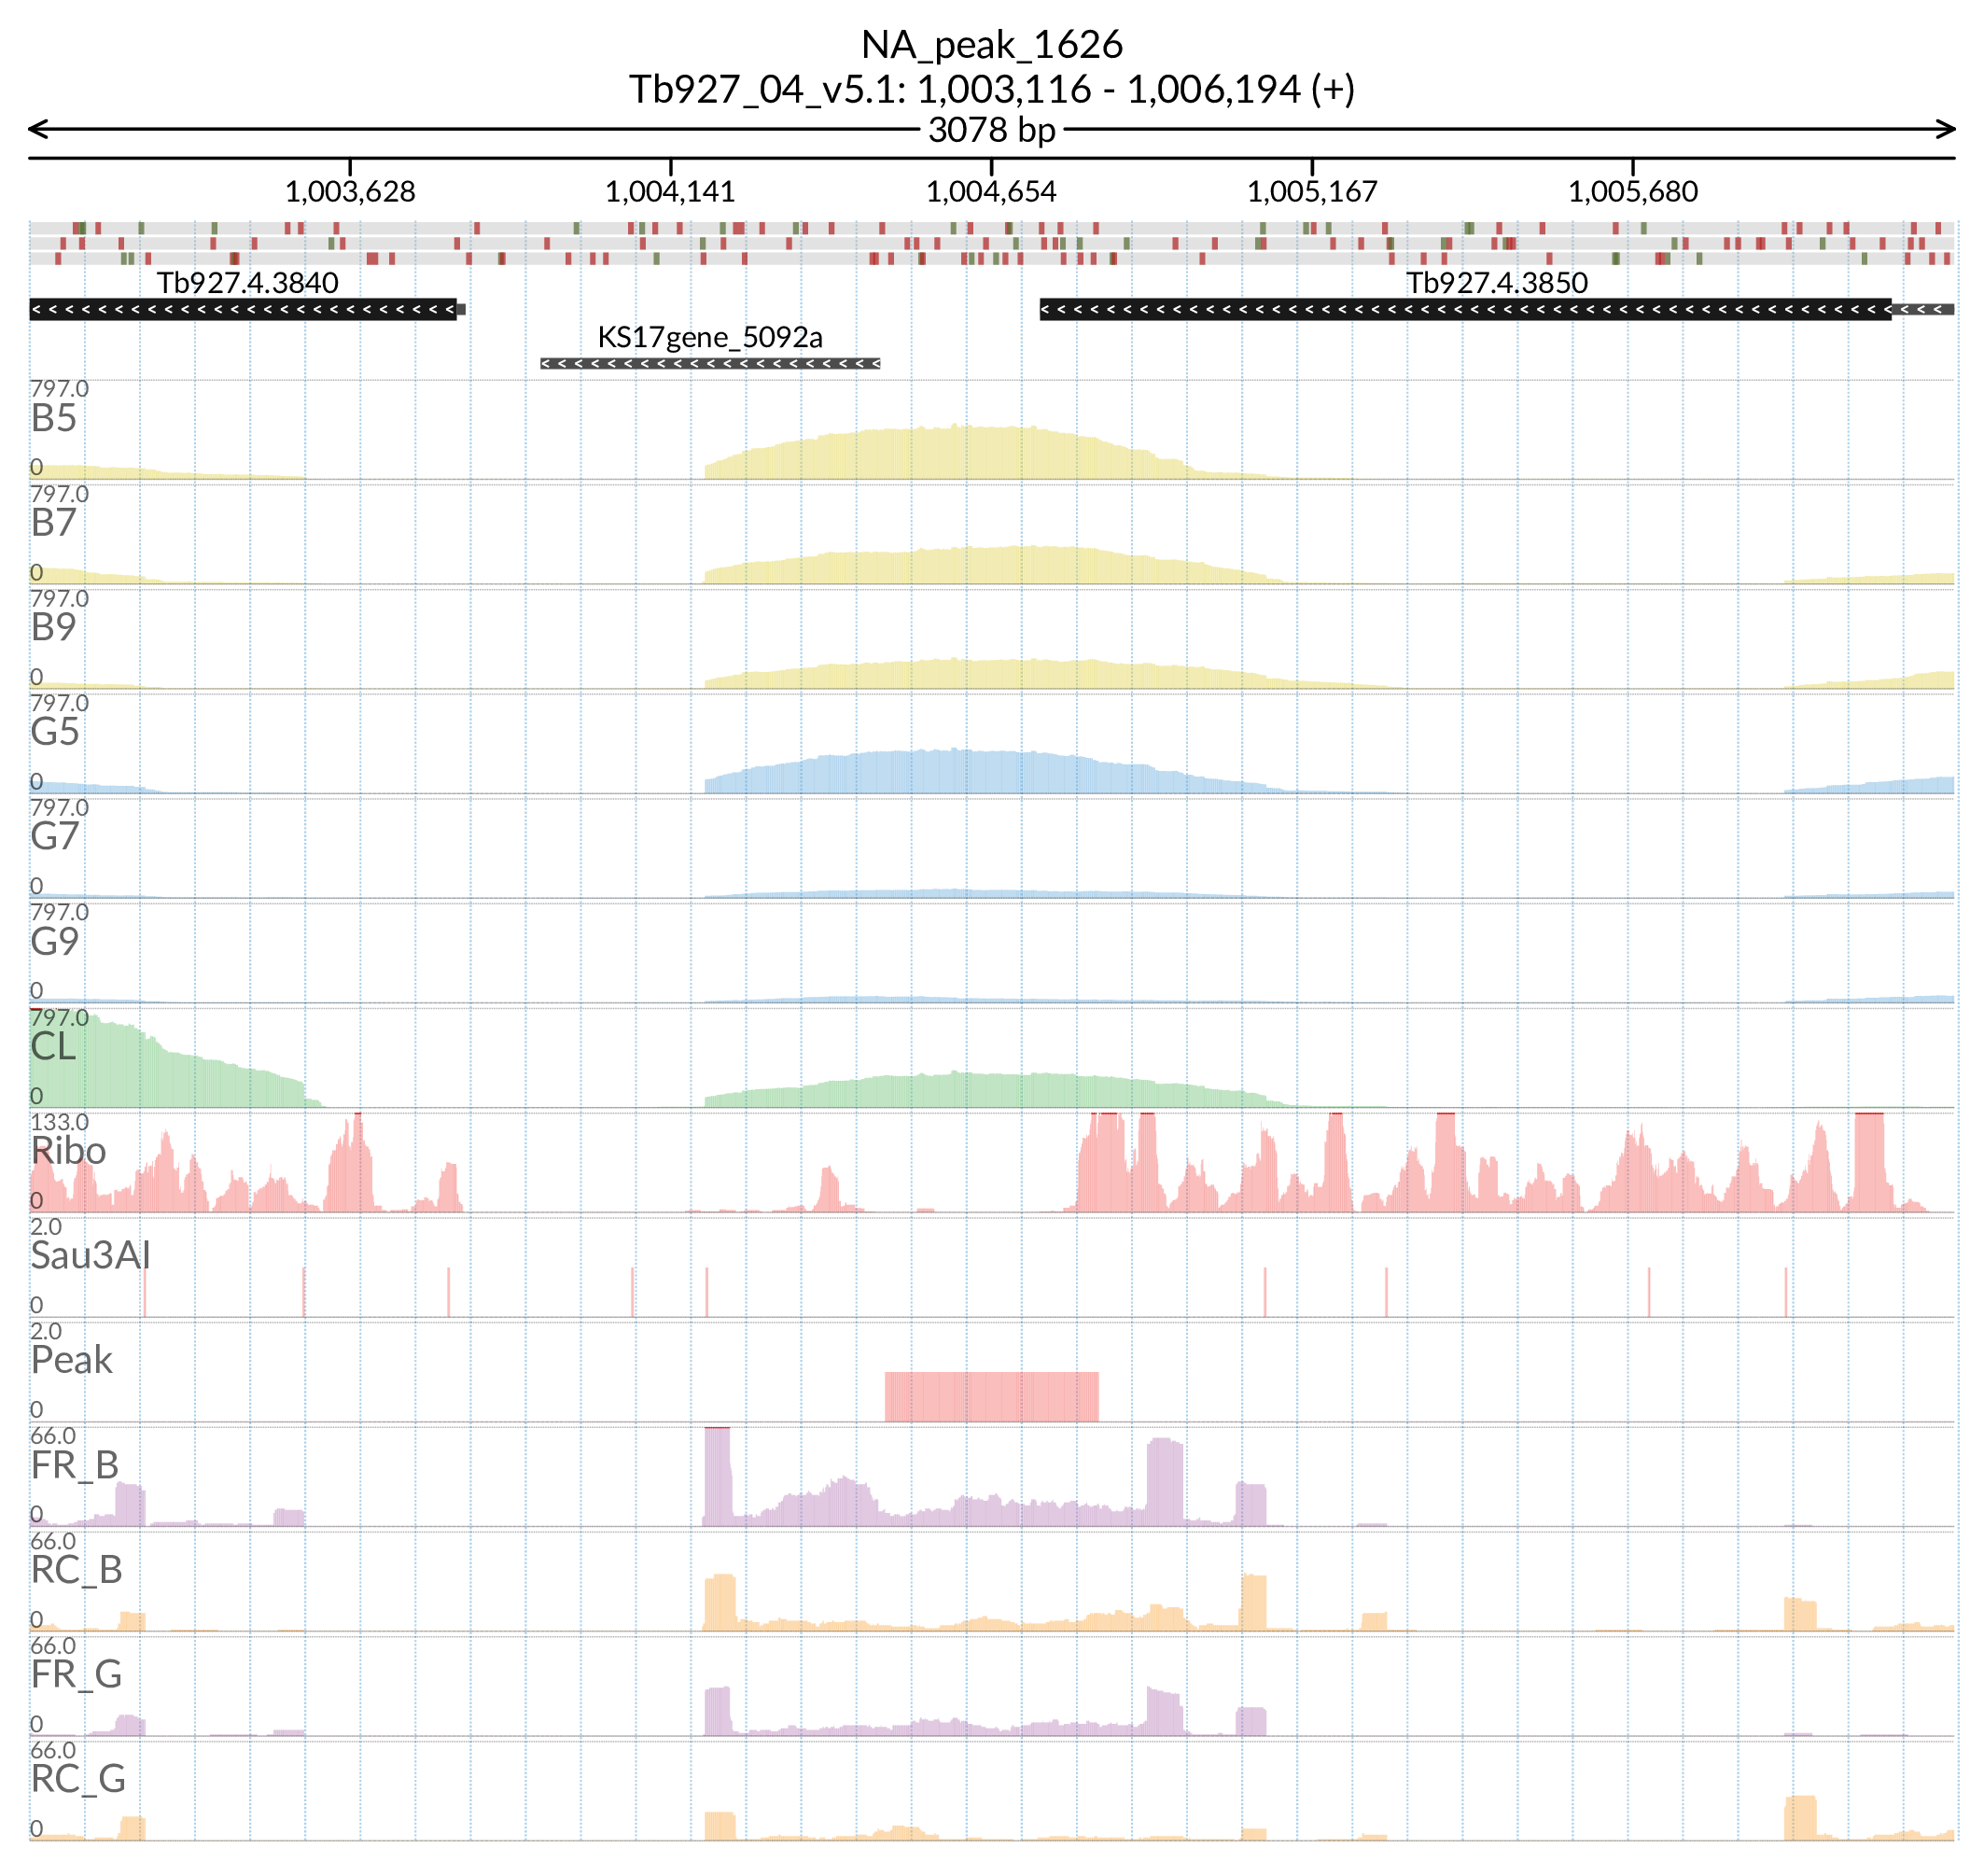 NA_peak_1626
Tb927_04_v5.1: 1,003,116 - 1,006,194 (+)
3078 bp
1,003,628 1,004,141 1,004,654 1,005,167 1,005,680
Tb927.4.3840 Tb927.4.3850
KS17gene_5092a
797.0
B5
0
797.0
B7
0
797.0
B9
0
797.0
G5
0
797.0
G7
0
797.0
G9
0
797.0
CL
0
133.0
Ribo
0
2.0
Sau3AI
0
2.0
Peak
0
66.0
FR_B
0
66.0
RC_B
0
66.0
FR_G
0
66.0
RC_G
0